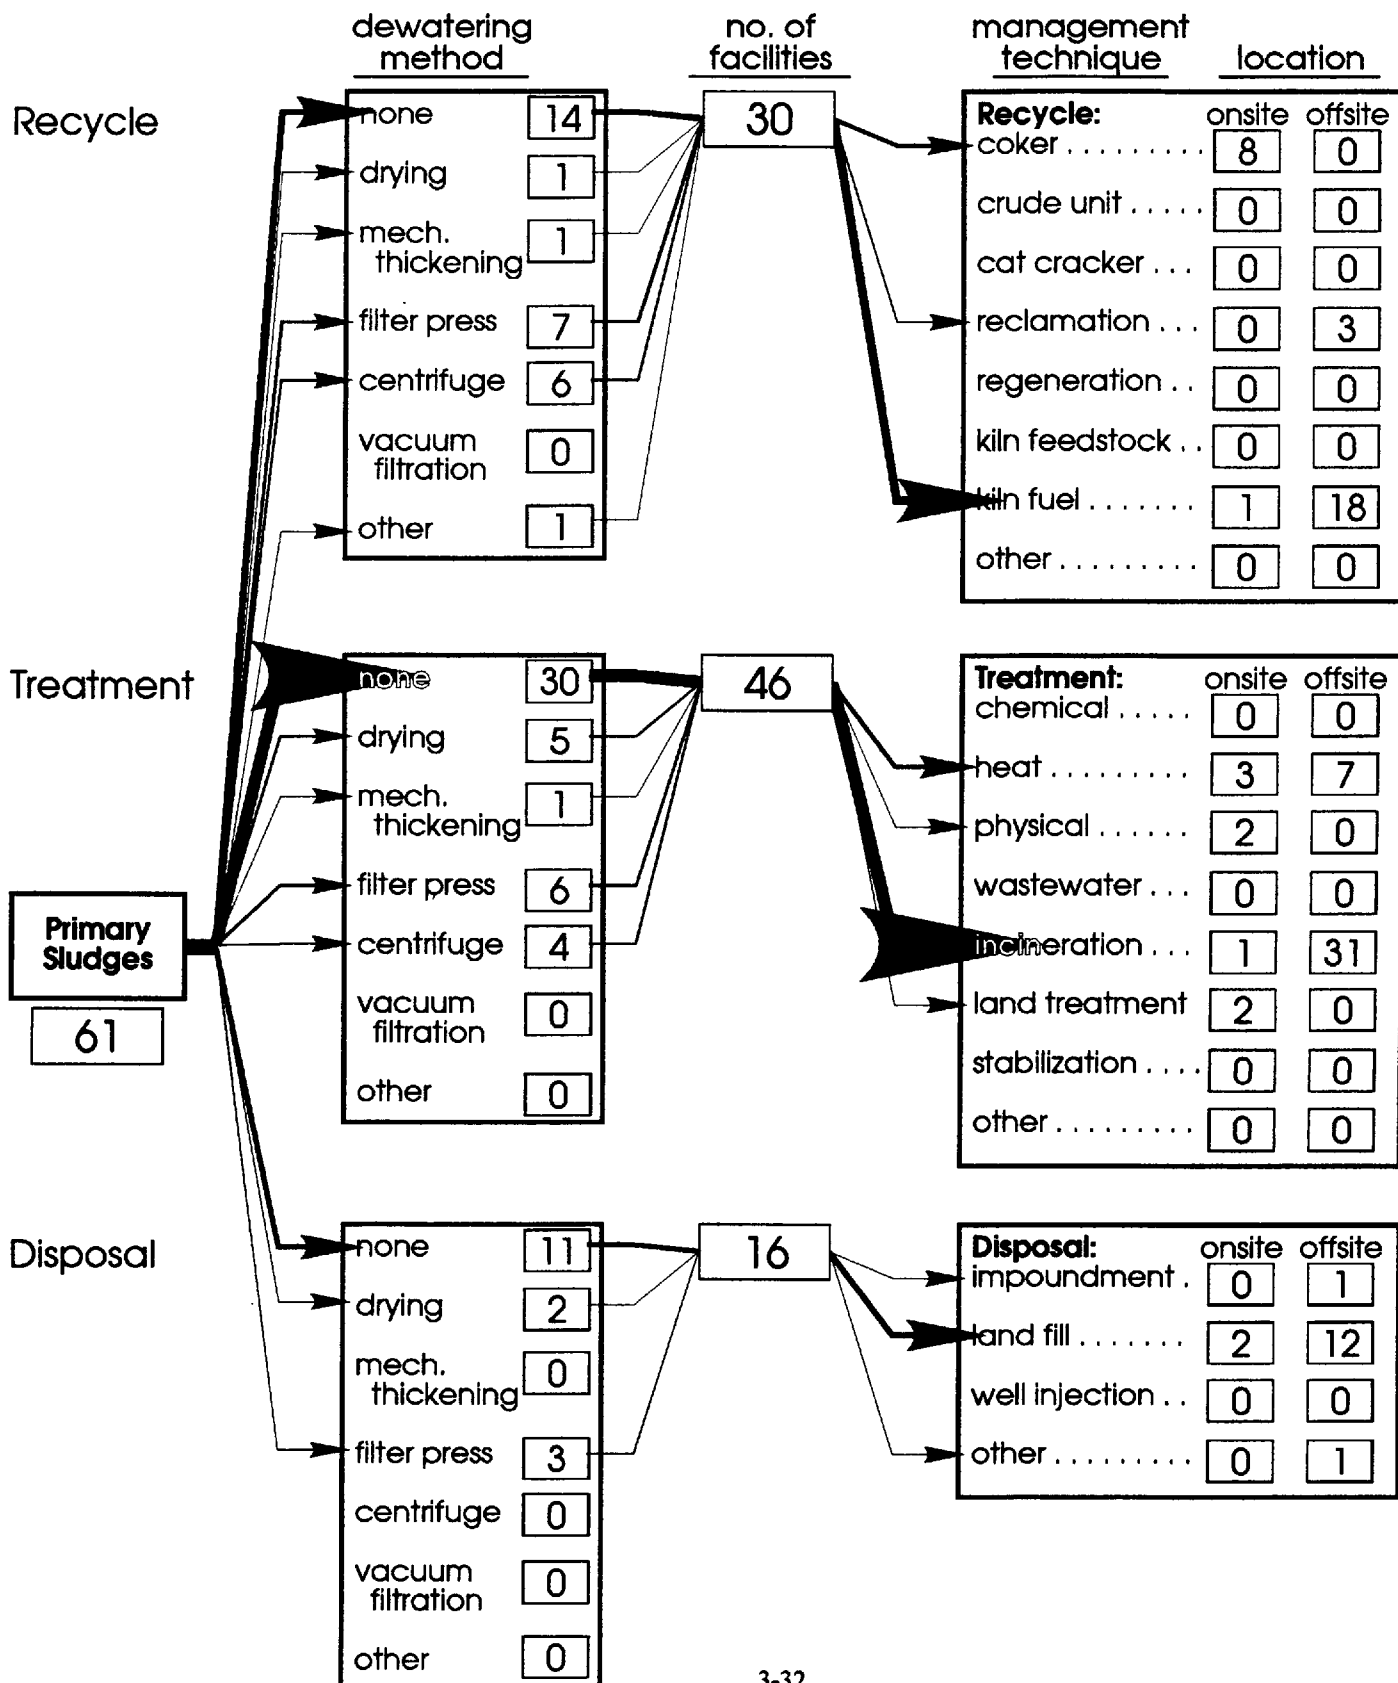 dewatering
method
no. of
facilities
management
technique
location
Recycle
none 14
drying 1
mech.
thickening 1
filter press 7
centrifuge 6
vacuum
filtration 0
other 1
30
Recycle: onsite offsite
coker . . . . . . . . . 8 0
crude unit . . . . . 0 0
cat cracker . . . 0 0
reclamation . . . 0 3
regeneration . . 0 0
kiln feedstock . . 0 0
kiln fuel . . . . . . . 1 18
other . . . . . . . . . 0 0
Treatment
none 30
drying 5
mech.
thickening 1
filter press 6
centrifuge 4
vacuum
filtration 0
other 0
46
Treatment: onsite offsite
chemical . . . . . 0 0
heat . . . . . . . . . 3 7
physical . . . . . . 2 0
wastewater . . . 0 0
incineration . . . 1 31
land treatment 2 0
stabilization . . . . 0 0
other . . . . . . . . . 0 0
Primary
Sludges
61
Disposal
none 11
drying 2
mech.
thickening 0
filter press 3
centrifuge 0
vacuum
filtration 0
other 0
16
Disposal: onsite offsite
impoundment . 0 1
land fill . . . . . . . 2 12
well injection . . 0 0
other . . . . . . . . . 0 1
3-32